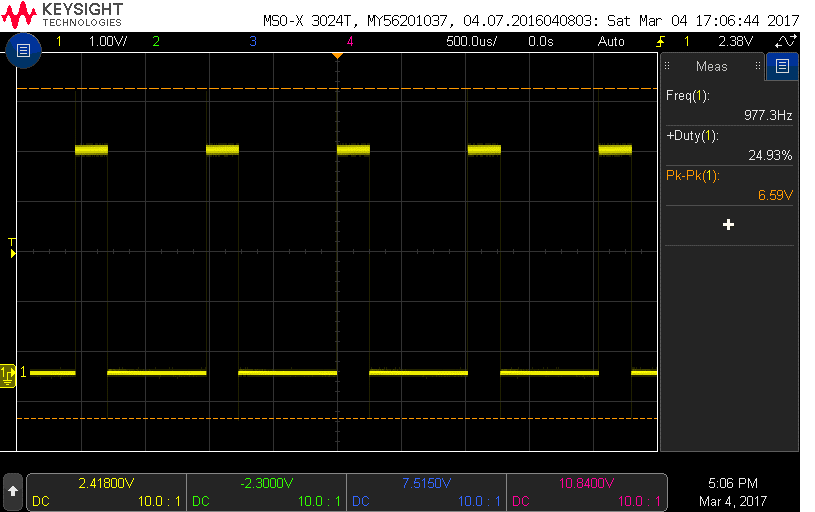 KEYSIGHT
TECHNOLOGIES
MSO-X 3024T, MY56201037, 04.07.2016040803: Sat Mar 04 17:06:44 2017
1 1.00V/ 2 3 4 500.0us/ 0.0s Auto 1 2.38V
Meas
Freq(1):
977.3Hz
+Duty(1):
24.93%
Pk-Pk(1):
6.59V
+
T
1 1
2.41800V -2.3000V 7.5150V 10.8400V
DC 10.0 : 1 DC 10.0 : 1 DC 10.0 : 1 DC 10.0 : 1
5:06 PM
Mar 4, 2017